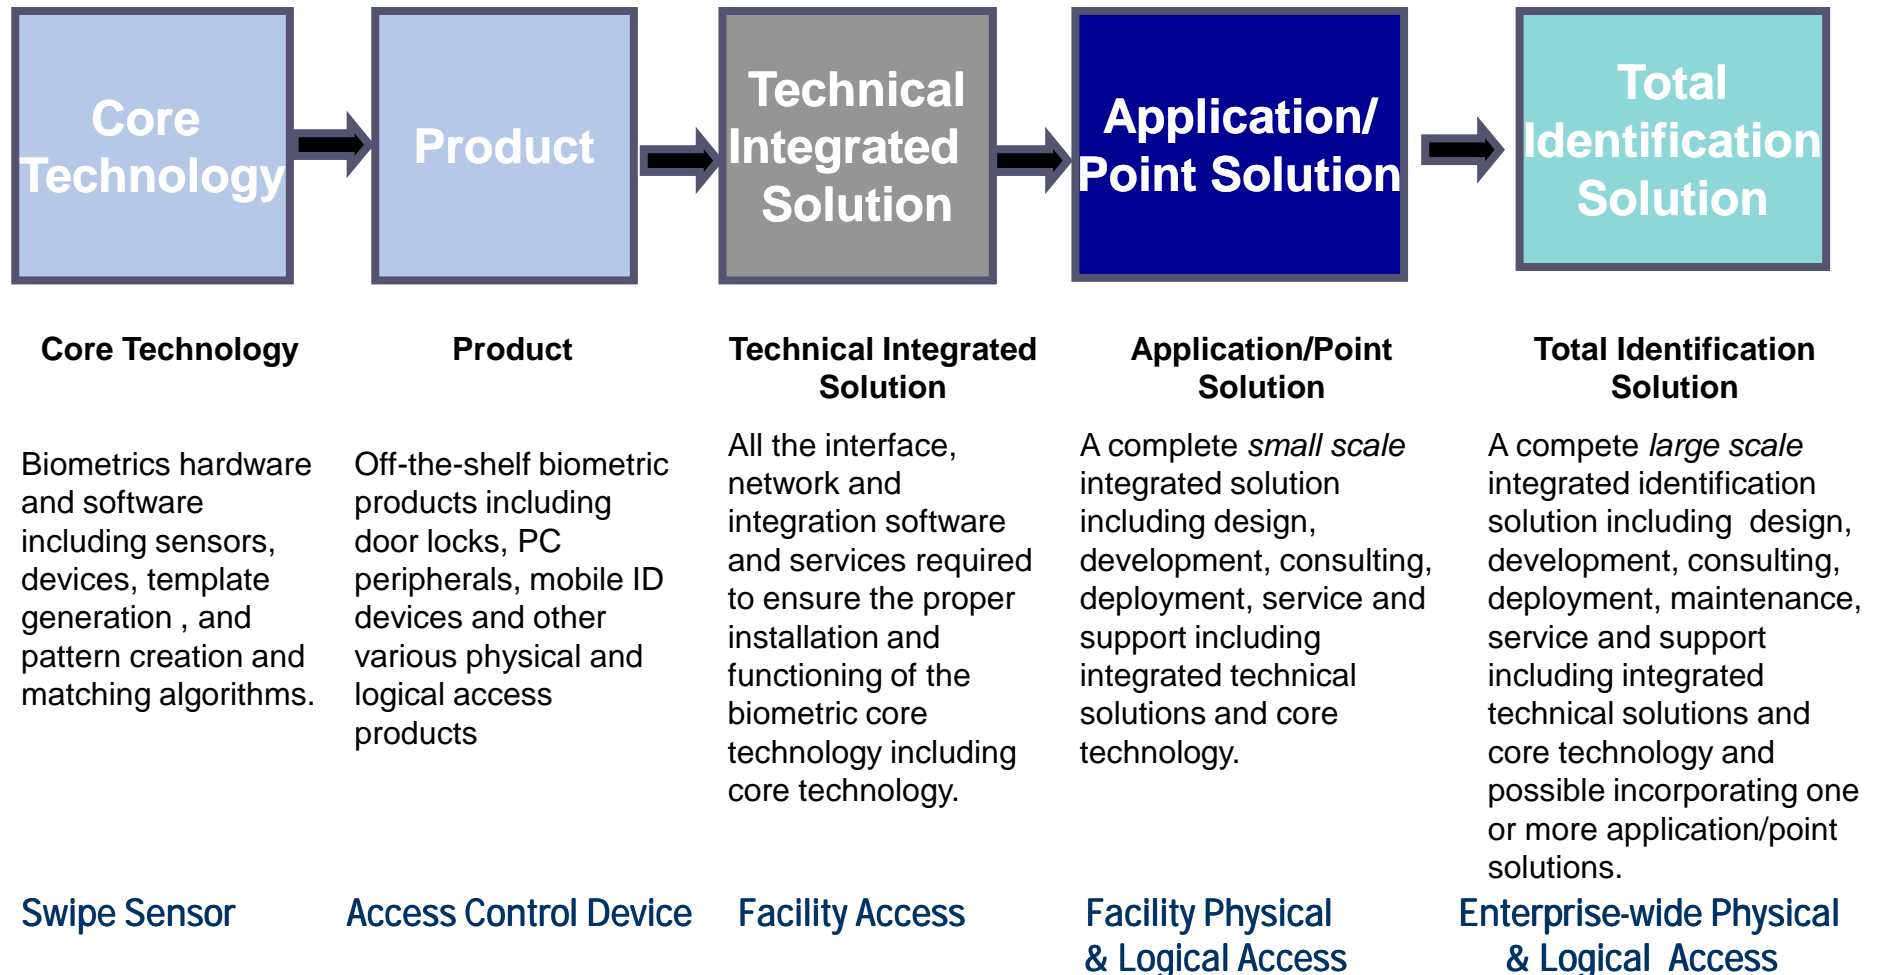 Core
Technology
Product
Technical
Integrated
Solution
Application/
Point Solution
Total
Identification
Solution
Core Technology
Biometrics hardware
and software
including sensors,
devices, template
generation , and
pattern creation and
matching algorithms.
Swipe Sensor
Product
Off-the-shelf biometric
products including
door locks, PC
peripherals, mobile ID
devices and other
various physical and
logical access
products
Access Control Device
Technical Integrated
Solution
All the interface,
network and
integration software
and services required
to ensure the proper
installation and
functioning of the
biometric core
technology including
core technology.
Facility Access
Application/Point
Solution
A complete small scale
integrated solution
including design,
development, consulting,
deployment, service and
support including
integrated technical
solutions and core
technology.
Facility Physical
& Logical Access
Total Identification
Solution
A compete large scale
integrated identification
solution including  design,
development, consulting,
deployment, maintenance,
service and support
including integrated
technical solutions and
core technology and
possible incorporating one
or more application/point
solutions.
Enterprise-wide Physical
& Logical  Access